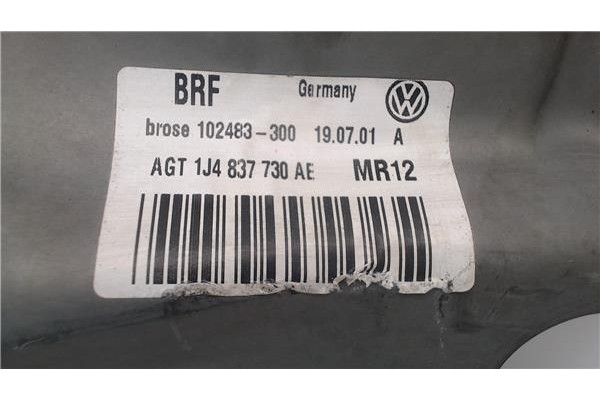 BRF Germany
brose 102483-300 19.07.01 A
AGT 1J4 837 730 AE MR12